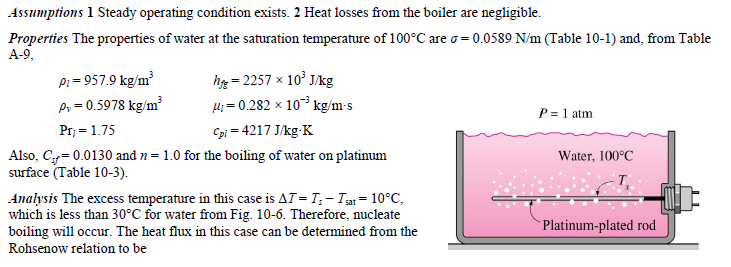 Assumptions 1 Steady operating condition exists. 2 Heat losses from the boiler are negligible.
Properties The properties of water at the saturation temperature of 100°C are σ = 0.0589 N/m (Table 10-1) and, from Table
A-9,
ρl = 957.9 kg/m³ hfg = 2257 × 10³ J/kg
ρv = 0.5978 kg/m³ μl = 0.282 × 10⁻³ kg/m·s
Prl = 1.75 cpl = 4217 J/kg·K
Also, Csf = 0.0130 and n = 1.0 for the boiling of water on platinum
surface (Table 10-3).
Analysis The excess temperature in this case is ΔT = Ts − Tsat = 10°C,
which is less than 30°C for water from Fig. 10-6. Therefore, nucleate
boiling will occur. The heat flux in this case can be determined from the
Rohsenow relation to be
P = 1 atm
Water, 100°C
Ts
Platinum-plated rod